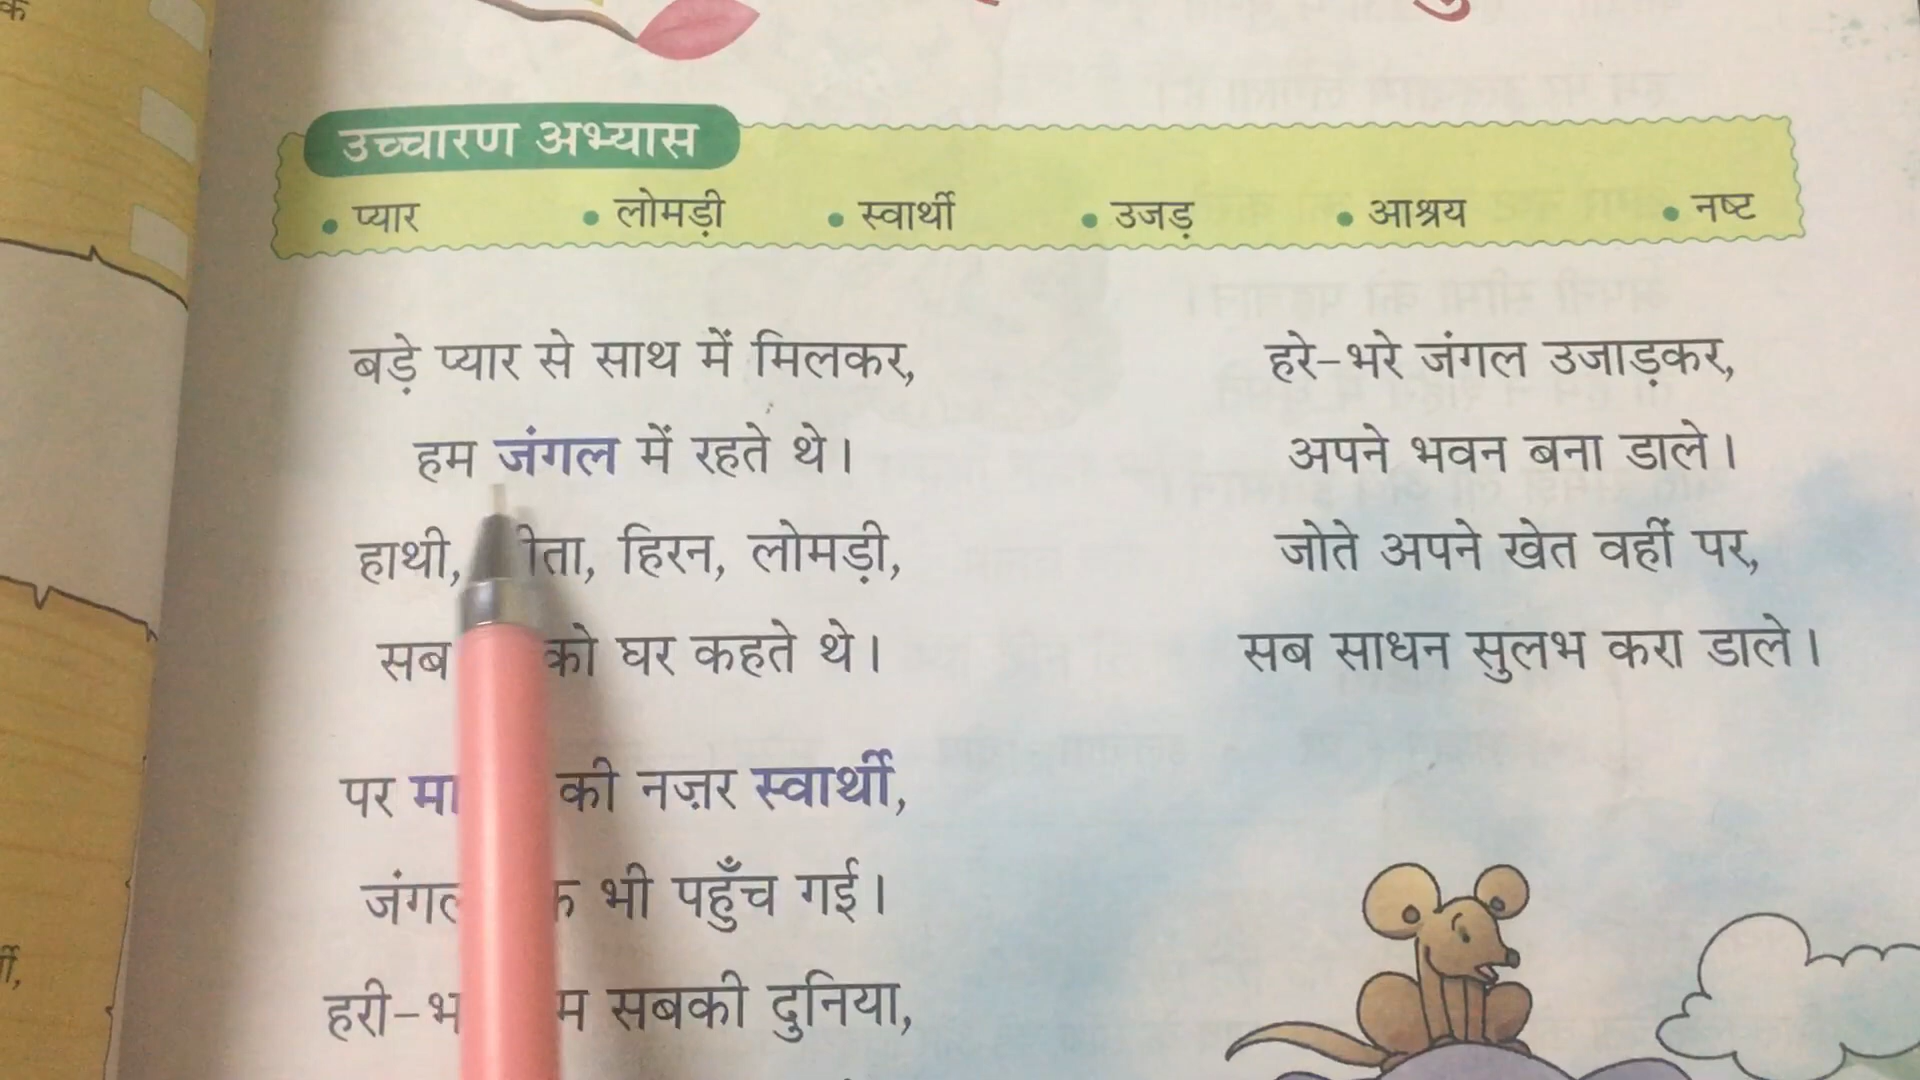 उच्चारण अभ्यास
• प्यार • लोमड़ी • स्वार्थी • उजड़ • आश्रय • नष्ट
बड़े प्यार से साथ में मिलकर,
हम जंगल में रहते थे।
हाथी, हिरन, लोमड़ी,
सब को घर कहते थे।
पर की नज़र स्वार्थी,
भी पहुँच गई।
सबकी दुनिया,
हरे-भरे जंगल उजाड़कर,
अपने भवन बना डाले।
जोते अपने खेत वहीं पर,
सब साधन सुलभ करा डाले।